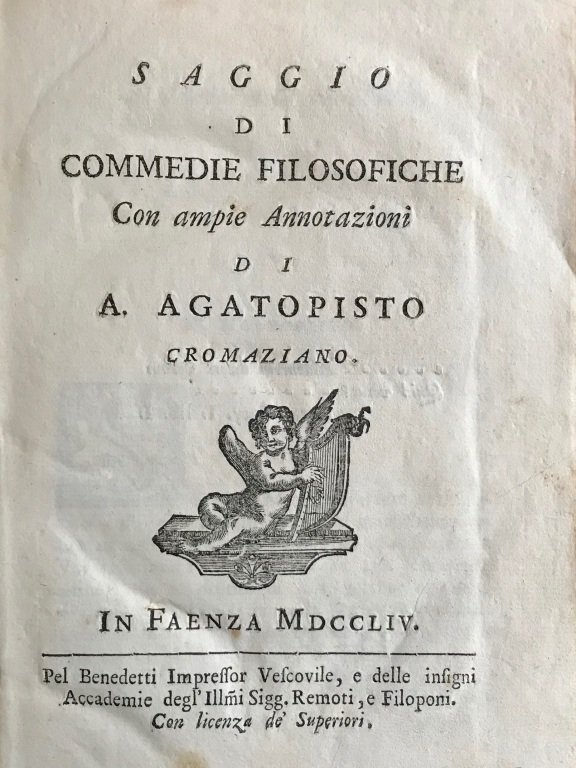 SAGGIO
DI
COMMEDIE FILOSOFICHE
Con ampie Annotazioni
DI
A. AGATOPISTO
CROMAZIANO.
IN FAENZA MDCCLIV.
Pel Benedetti Impreſſor Veſcovile, e delle inſigni
Accademie degl' Illm̃i Sigg. Remoti, e Filoponi.
Con licenza de' Superiori.